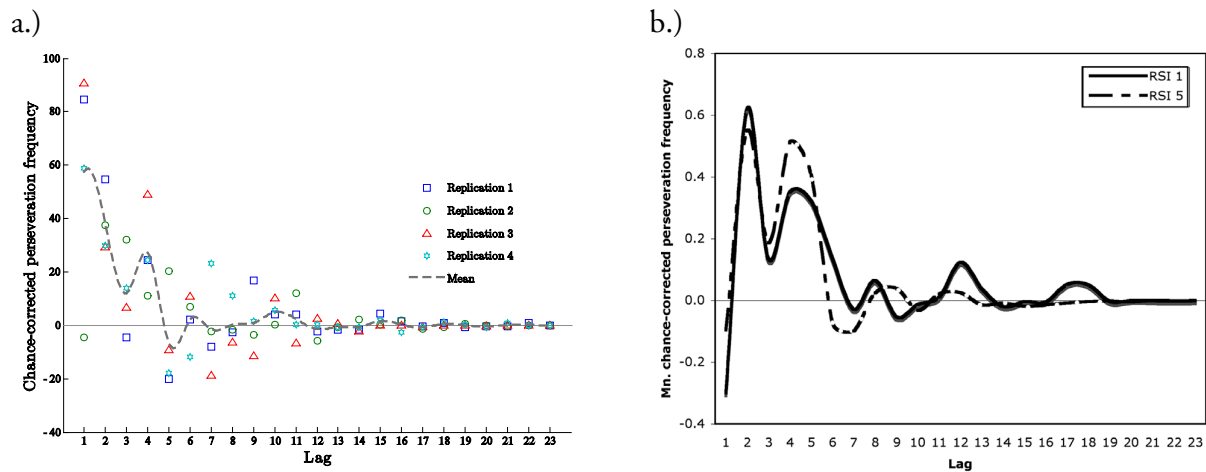 a.)
Chance-corrected perseveration frequency
100
80
60
40
20
0
-20
-40
1 2 3 4 5 6 7 8 9 10 11 12 13 14 15 16 17 18 19 20 21 22 23
Lag
Replication 1
Replication 2
Replication 3
Replication 4
Mean
b.)
Mn. chance-corrected perseveration frequency
0.8
0.6
0.4
0.2
0.0
-0.2
-0.4
1 2 3 4 5 6 7 8 9 10 11 12 13 14 15 16 17 18 19 20 21 22 23
Lag
RSI 1
RSI 5